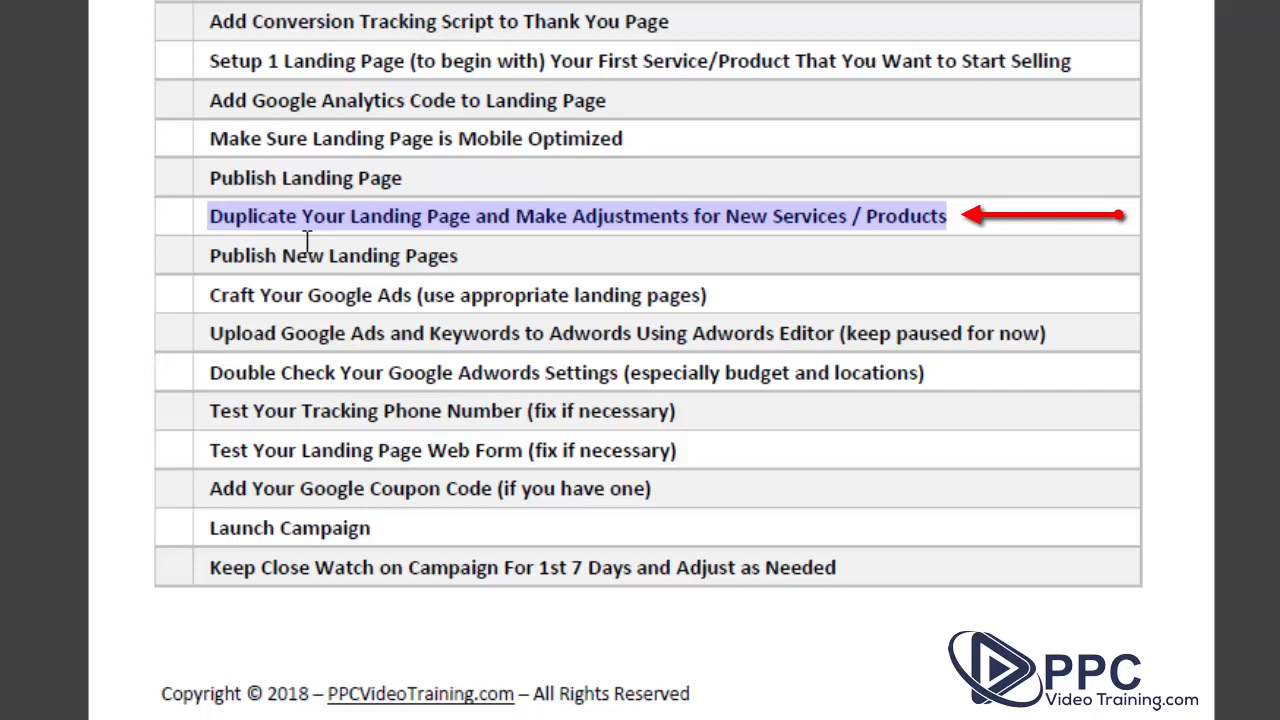 Add Conversion Tracking Script to Thank You Page
Setup 1 Landing Page (to begin with) Your First Service/Product That You Want to Start Selling
Add Google Analytics Code to Landing Page
Make Sure Landing Page is Mobile Optimized
Publish Landing Page
Duplicate Your Landing Page and Make Adjustments for New Services / Products
Publish New Landing Pages
Craft Your Google Ads (use appropriate landing pages)
Upload Google Ads and Keywords to Adwords Using Adwords Editor (keep paused for now)
Double Check Your Google Adwords Settings (especially budget and locations)
Test Your Tracking Phone Number (fix if necessary)
Test Your Landing Page Web Form (fix if necessary)
Add Your Google Coupon Code (if you have one)
Launch Campaign
Keep Close Watch on Campaign For 1st 7 Days and Adjust as Needed
Copyright © 2018 – PPCVideoTraining.com – All Rights Reserved
PPC
Video Training.com